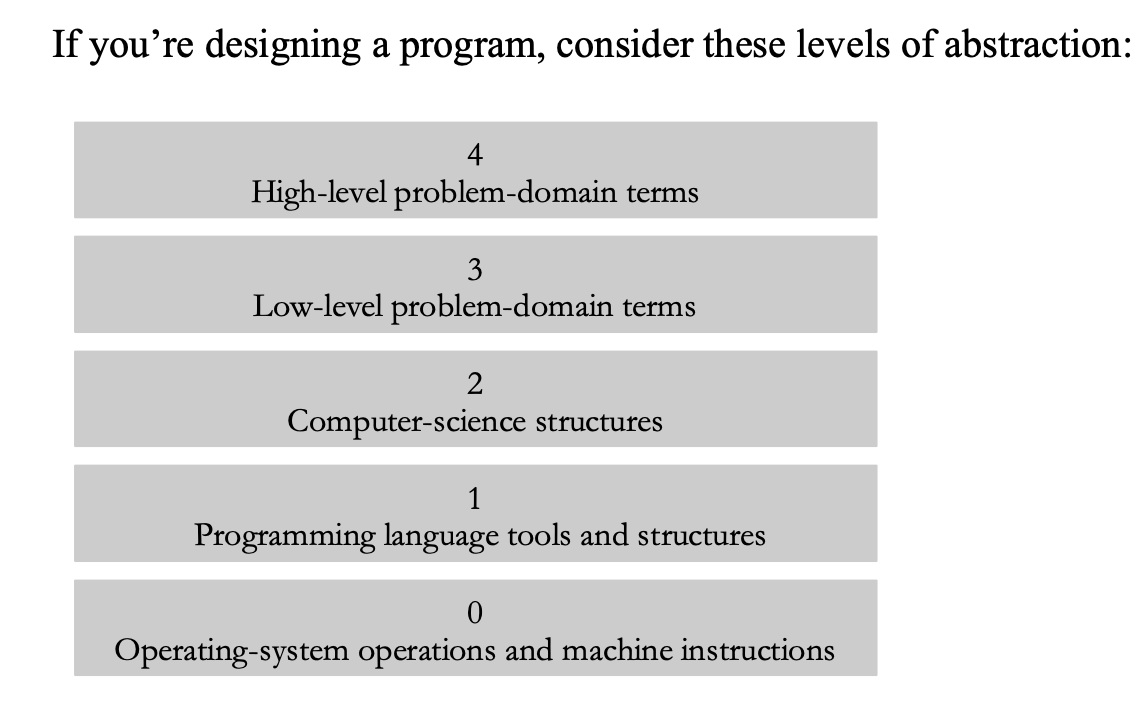 If you’re designing a program, consider these levels of abstraction:
4
High-level problem-domain terms
3
Low-level problem-domain terms
2
Computer-science structures
1
Programming language tools and structures
0
Operating-system operations and machine instructions